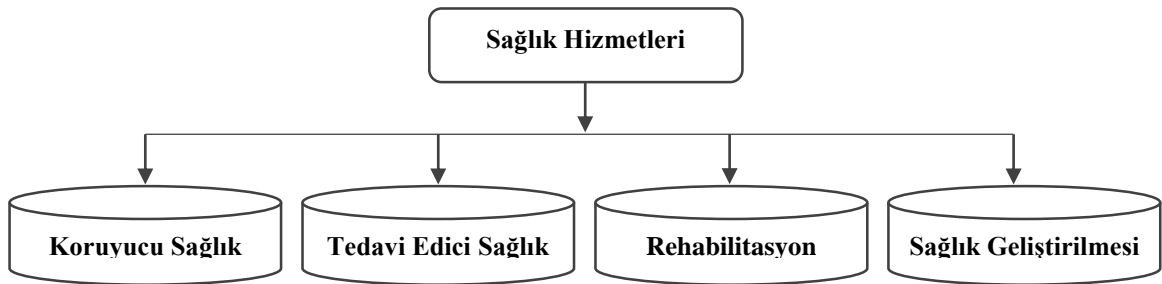 Sağlık Hizmetleri
Koruyucu Sağlık
Tedavi Edici Sağlık
Rehabilitasyon
Sağlık Geliştirilmesi